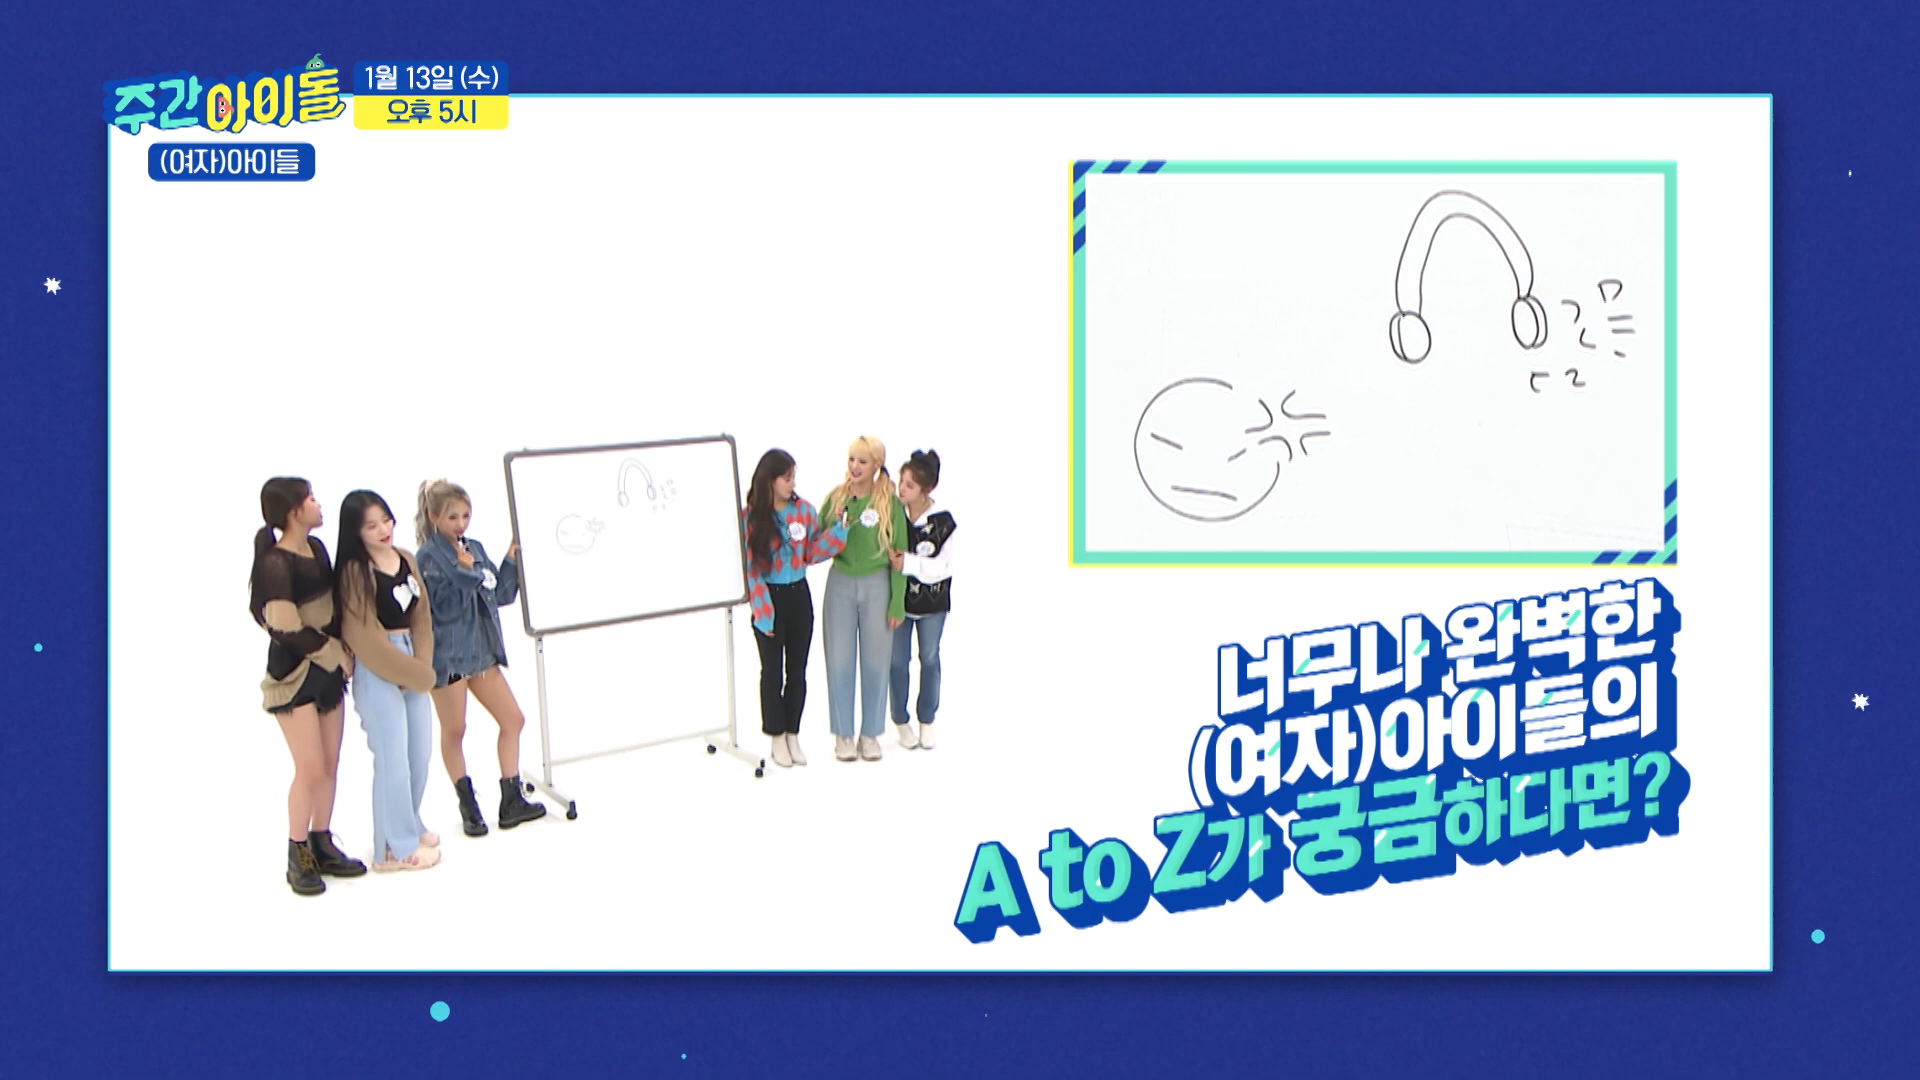 주간아이돌
1월 13일 (수)
오후 5시
(여자)아이들
너무나 완벽한
(여자)아이들의
A to Z가 궁금하다면?